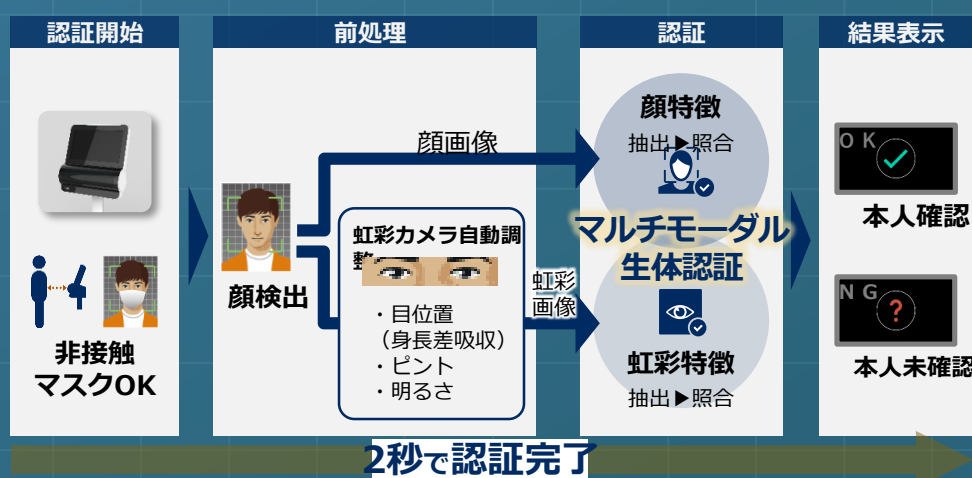 認証開始
前処理
認証
結果表示
非接触
マスクOK
顔検出
顔画像
虹彩カメラ自動調
整
・目位置
（身長差吸収）
・ピント
・明るさ
虹彩
画像
顔特徴
抽出▶照合
マルチモーダル
生体認証
虹彩特徴
抽出▶照合
OK
本人確認
NG
?
本人未確認
2秒で認証完了